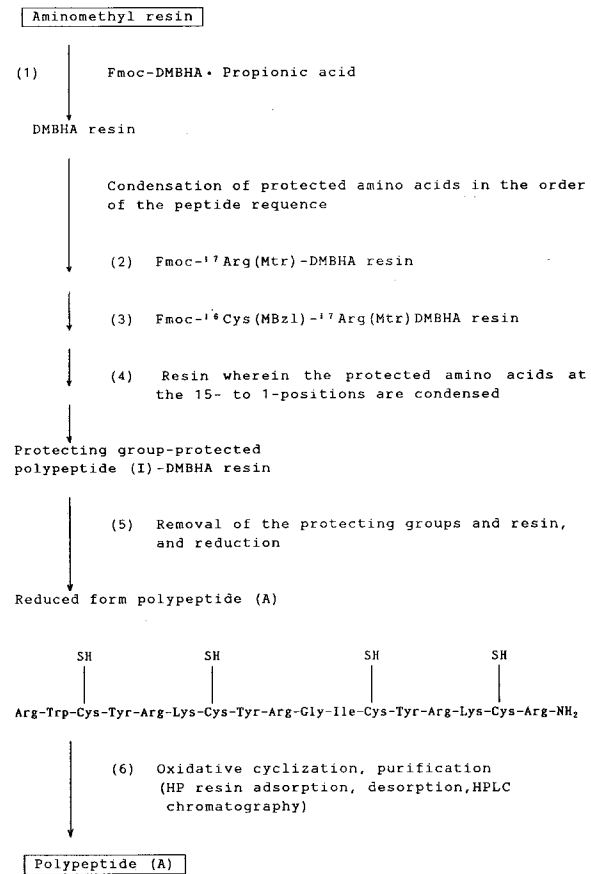 Aminomethyl resin
(1) Fmoc-DMBHA• Propionic acid
DMBHA resin
Condensation of protected amino acids in the order
of the peptide requence
(2) Fmoc-¹⁷Arg(Mtr)-DMBHA resin
(3) Fmoc-¹⁶Cys(MBzl)-¹⁷Arg(Mtr)DMBHA resin
(4) Resin wherein the protected amino acids at
the 15- to 1-positions are condensed
Protecting group-protected
polypeptide (I)-DMBHA resin
(5) Removal of the protecting groups and resin,
and reduction
Reduced form polypeptide (A)
SH SH SH SH
Arg-Trp-Cys-Tyr-Arg-Lys-Cys-Tyr-Arg-Gly-Ile-Cys-Tyr-Arg-Lys-Cys-Arg-NH₂
(6) Oxidative cyclization, purification
(HP resin adsorption, desorption,HPLC
chromatography)
Polypeptide (A)